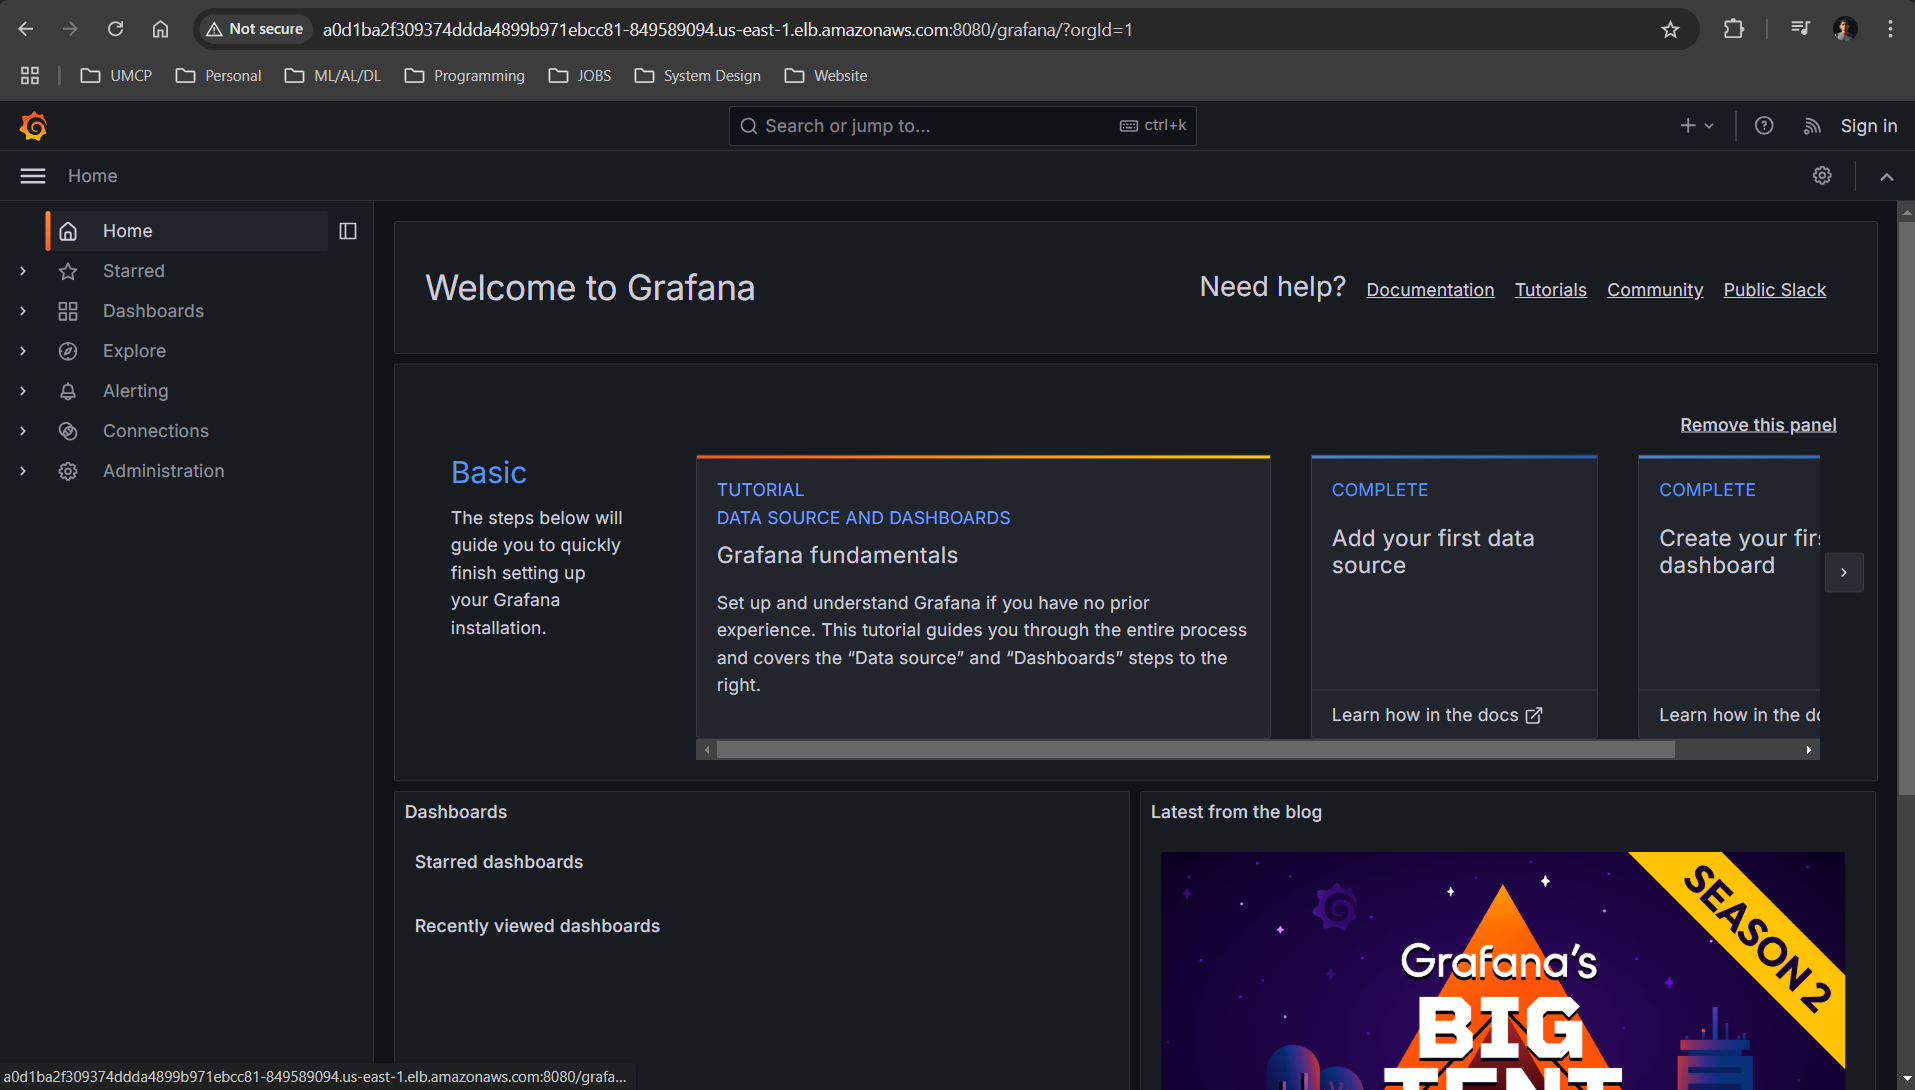 Not secure
a0d1ba2f309374ddda4899b971ebcc81-849589094.us-east-1.elb.amazonaws.com:8080/grafana/?orgId=1
UMCP
Personal
ML/AL/DL
Programming
JOBS
System Design
Website
Search or jump to...
ctrl+k
Sign in
Home
Home
Starred
Dashboards
Explore
Alerting
Connections
Administration
Welcome to Grafana
Need help?
Documentation
Tutorials
Community
Public Slack
Remove this panel
Basic
The steps below will
guide you to quickly
finish setting up
your Grafana
installation.
TUTORIAL
DATA SOURCE AND DASHBOARDS
Grafana fundamentals
Set up and understand Grafana if you have no prior
experience. This tutorial guides you through the entire process
and covers the “Data source” and “Dashboards” steps to the
right.
COMPLETE
Add your first data
source
Learn how in the docs
COMPLETE
Create your firs
dashboard
Learn how in the do
Dashboards
Starred dashboards
Recently viewed dashboards
Latest from the blog
SEASON 2
Grafana's
BIG
TENT
a0d1ba2f309374ddda4899b971ebcc81-849589094.us-east-1.elb.amazonaws.com:8080/grafa...